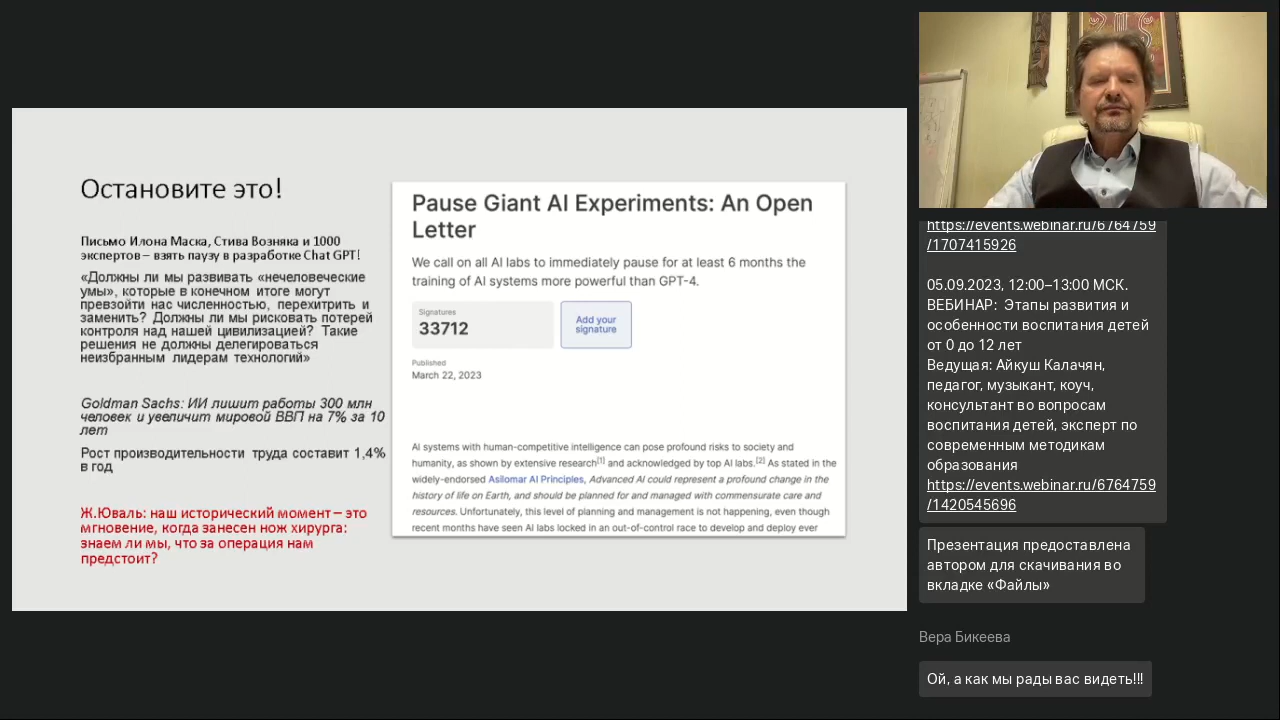 Остановите это!
Письмо Илона Маска, Стива Возняка и 1000
экспертов – взять паузу в разработке Chat GPT!
«Должны ли мы развивать «нечеловеческие
умы», которые в конечном итоге могут
превзойти нас численностью, перехитрить и
заменить? Должны ли мы рисковать потерей
контроля над нашей цивилизацией? Такие
решения не должны делегироваться
неизбранным лидерам технологий»
Goldman Sachs: ИИ лишит работы 300 млн
человек и увеличит мировой ВВП на 7% за 10
лет
Рост производительности труда составит 1,4%
в год
Ж.Юваль: наш исторический момент – это
мгновение, когда занесен нож хирурга:
знаем ли мы, что за операция нам
предстоит?
Pause Giant AI Experiments: An Open
Letter
We call on all AI labs to immediately pause for at least 6 months the
training of AI systems more powerful than GPT-4.
Signatures
33712
Add your
signature
Published
March 22, 2023
AI systems with human-competitive intelligence can pose profound risks to society and
humanity, as shown by extensive research[1] and acknowledged by top AI labs.[2] As stated in the
widely-endorsed Asilomar AI Principles, Advanced AI could represent a profound change in the
history of life on Earth, and should be planned for and managed with commensurate care and
resources. Unfortunately, this level of planning and management is not happening, even though
recent months have seen AI labs locked in an out-of-control race to develop and deploy ever
https://events.webinar.ru/6764759
/1707415926
05.09.2023, 12:00–13:00 МСК.
ВЕБИНАР: Этапы развития и
особенности воспитания детей
от 0 до 12 лет
Ведущая: Айкуш Калачян,
педагог, музыкант, коуч,
консультант во вопросам
воспитания детей, эксперт по
современным методикам
образования
https://events.webinar.ru/6764759
/1420545696
Презентация предоставлена
автором для скачивания во
вкладке «Файлы»
Вера Бикеева
Ой, а как мы рады вас видеть!!!